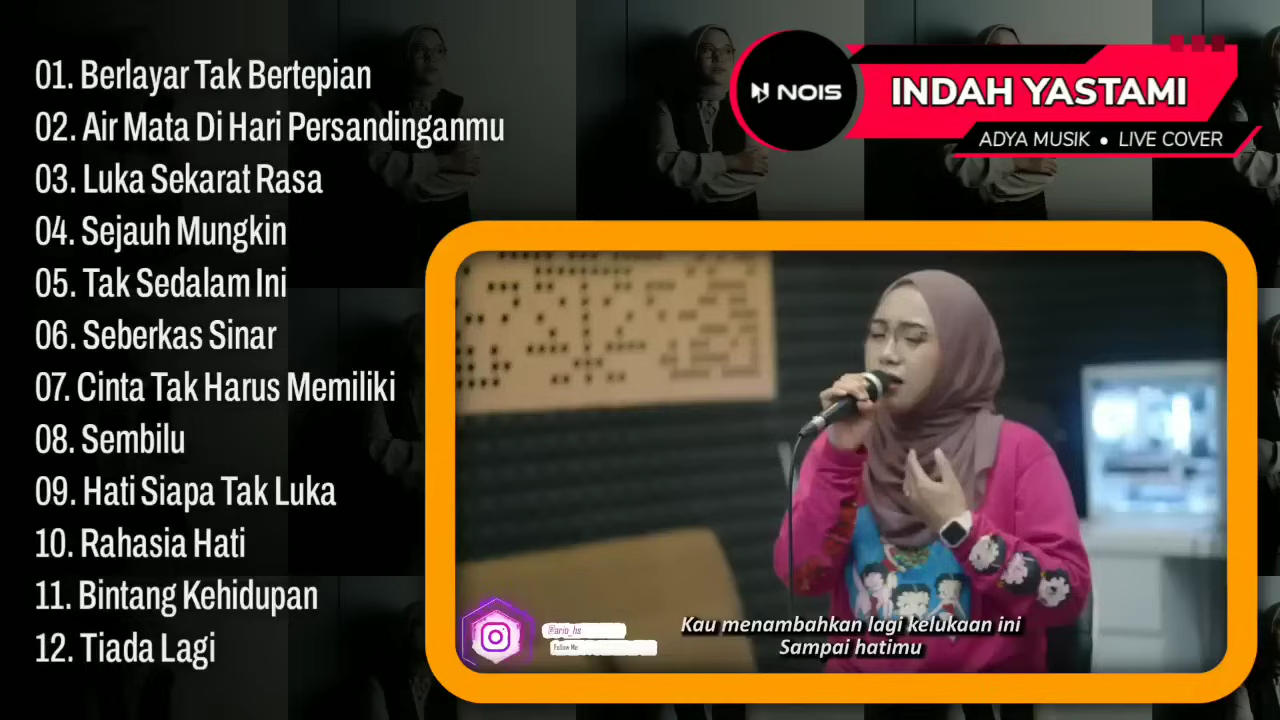 01. Berlayar Tak Bertepian
02. Air Mata Di Hari Persandinganmu
03. Luka Sekarat Rasa
04. Sejauh Mungkin
05. Tak Sedalam Ini
06. Seberkas Sinar
07. Cinta Tak Harus Memiliki
08. Sembilu
09. Hati Siapa Tak Luka
10. Rahasia Hati
11. Bintang Kehidupan
12. Tiada Lagi
NOIS
INDAH YASTAMI
ADYA MUSIK • LIVE COVER
@ario_hs
Follow Me
Kau menambahkan lagi kelukaan ini
Sampai hatimu